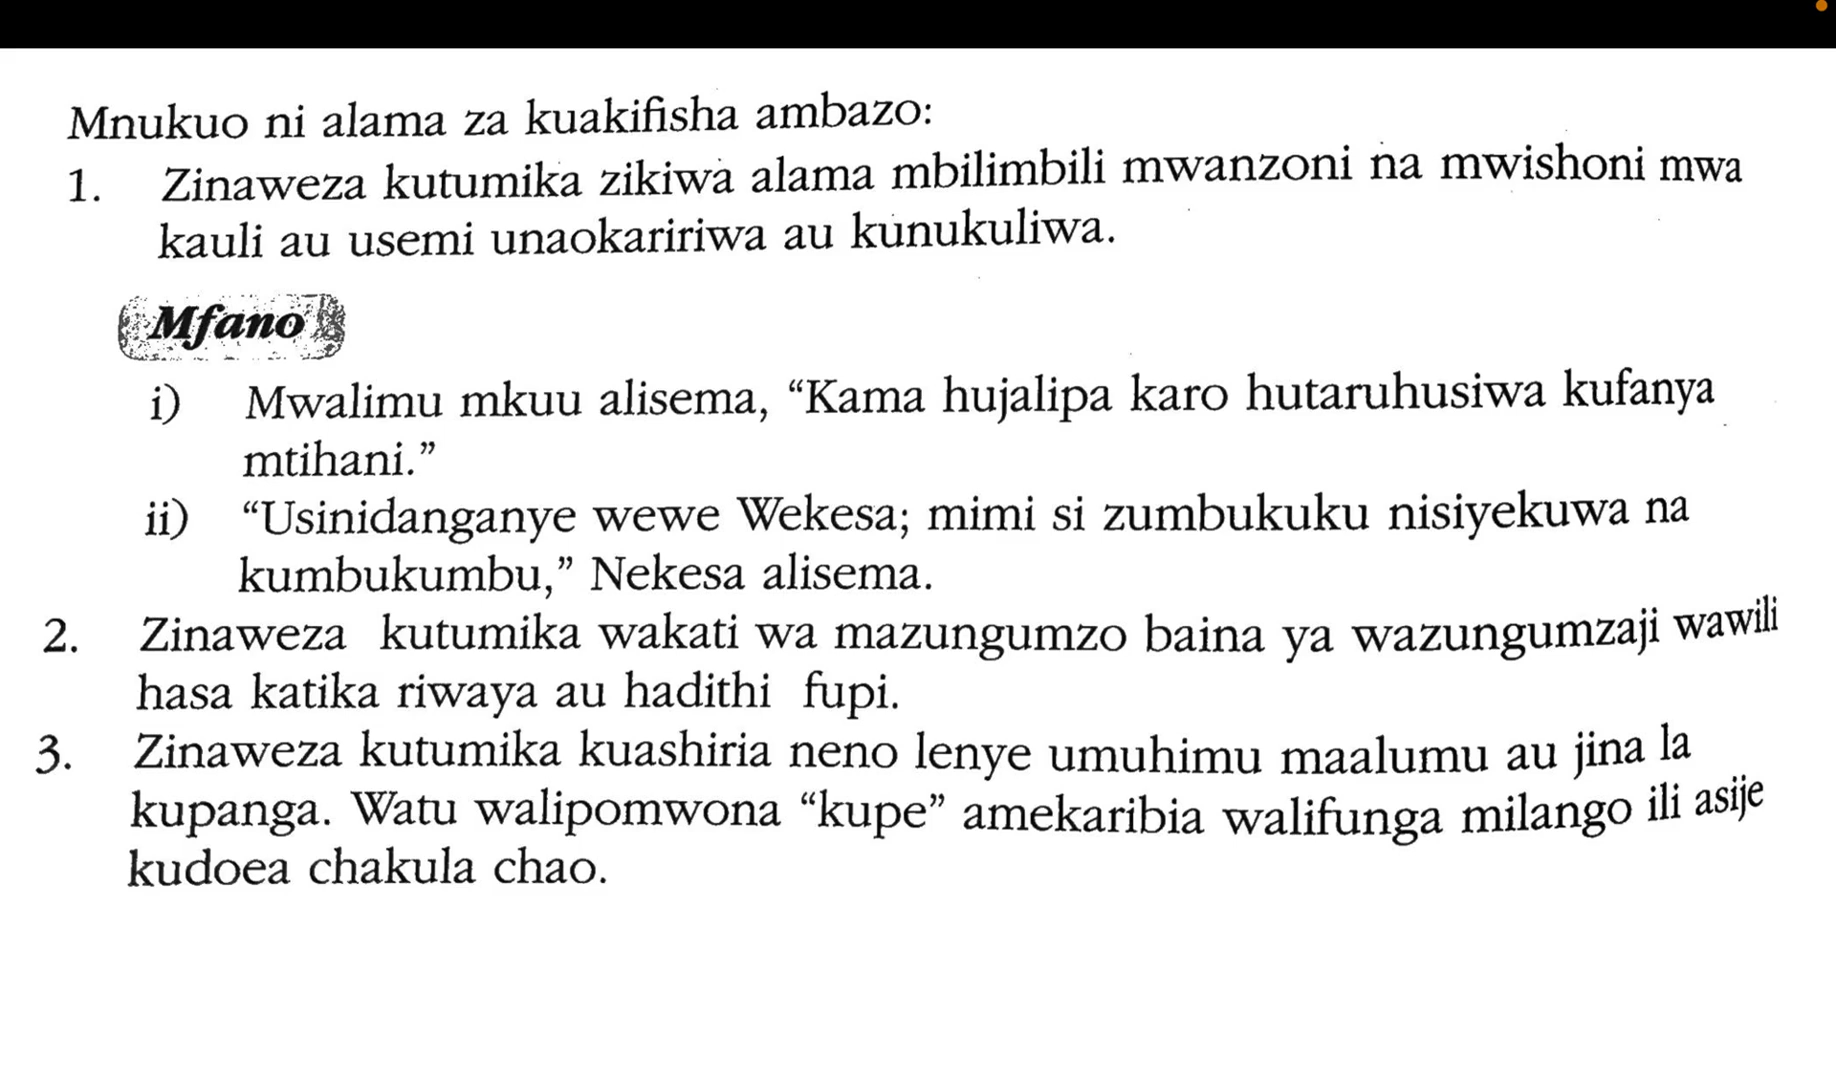 Mnukuo ni alama za kuakifisha ambazo:
1. Zinaweza kutumika zikiwa alama mbilimbili mwanzoni na mwishoni mwa
kauli au usemi unaokaririwa au kunukuliwa.
Mfano
i) Mwalimu mkuu alisema, “Kama hujalipa karo hutaruhusiwa kufanya
mtihani.”
ii) “Usinidanganye wewe Wekesa; mimi si zumbukuku nisiyekuwa na
kumbukumbu,” Nekesa alisema.
2. Zinaweza kutumika wakati wa mazungumzo baina ya wazungumzaji wawili
hasa katika riwaya au hadithi fupi.
3. Zinaweza kutumika kuashiria neno lenye umuhimu maalumu au jina la
kupanga. Watu walipomwona “kupe” amekaribia walifunga milango ili asije
kudoea chakula chao.